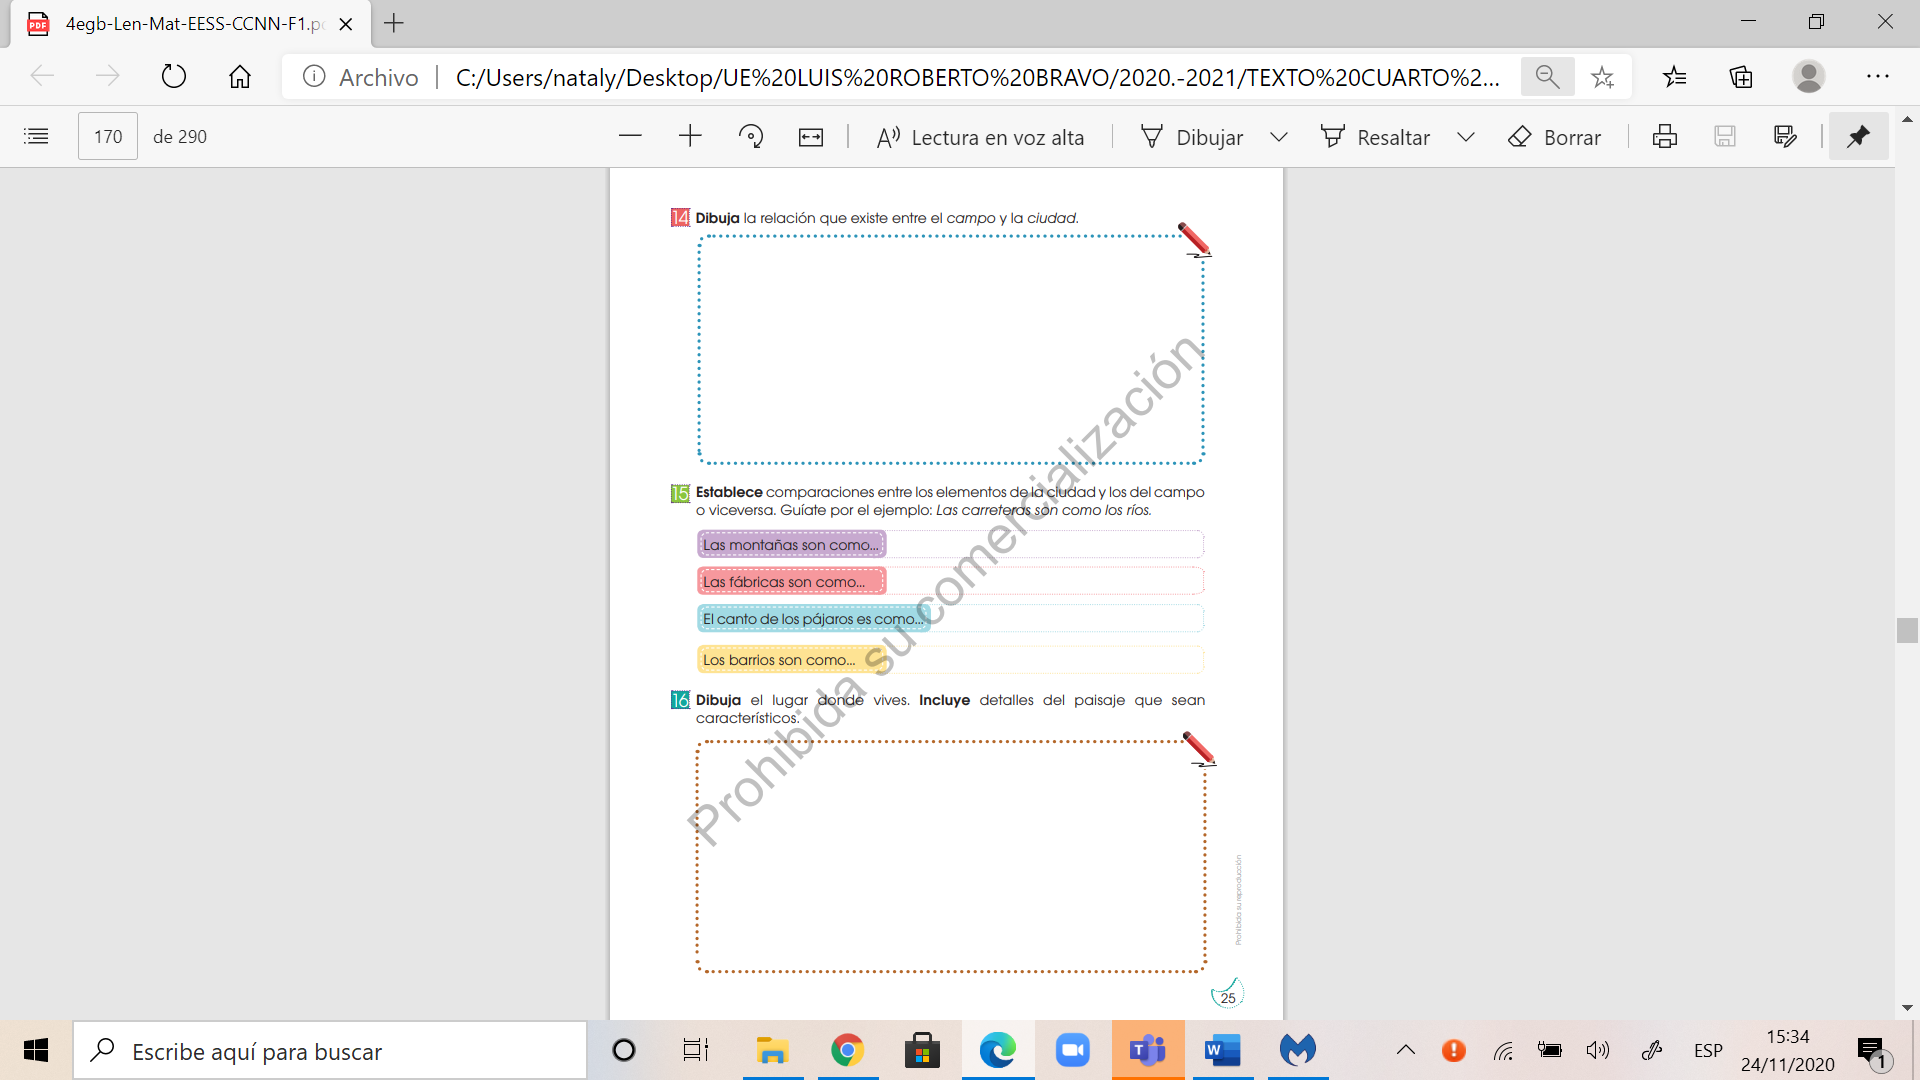 4egb-Len-Mat-EESS-CCNN-F1.p
Archivo
C:/Users/nataly/Desktop/UE%20LUIS%20ROBERTO%20BRAVO/2020.-2021/TEXTO%20CUARTO%2...
170 de 290
Lectura en voz alta
Dibujar
Resaltar
Borrar
14 Dibuja la relación que existe entre el campo y la ciudad.
15 Establece comparaciones entre los elementos de la ciudad y los del campo
o viceversa. Guíate por el ejemplo: Las carreteras son como los ríos.
Las montañas son como...
Las fábricas son como...
El canto de los pájaros es como...
Los barrios son como...
16 Dibuja el lugar donde vives. Incluye detalles del paisaje que sean
característicos.
Prohibida su comercialización
Prohibida su reproducción
25
Escribe aquí para buscar
ESP
15:34
24/11/2020
1